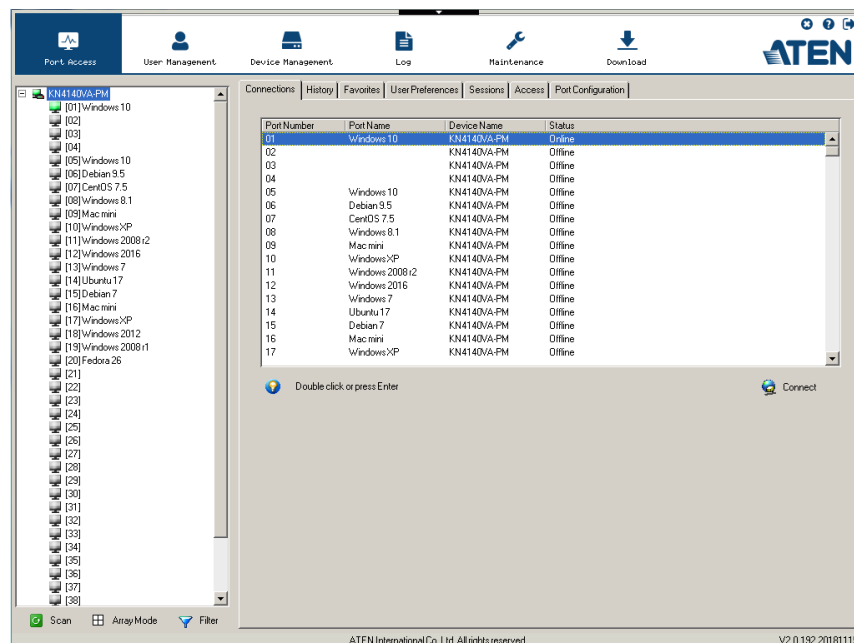 Port Access User Management Device Management Log Maintenance Download
ATEN
KN4140VA-PM
[01]Windows 10
[02]
[03]
[04]
[05]Windows 10
[06]Debian 9.5
[07]CentOS 7.5
[08]Windows 8.1
[09]Mac mini
[10]WindowsXP
[11]Windows 2008 r2
[12]Windows 2016
[13]Windows 7
[14]Ubuntu 17
[15]Debian 7
[16]Mac mini
[17]WindowsXP
[18]Windows 2012
[19]Windows 2008 r1
[20]Fedora 26
[21]
[22]
[23]
[24]
[25]
[26]
[27]
[28]
[29]
[30]
[31]
[32]
[33]
[34]
[35]
[36]
[37]
[38]
Scan Array Mode Filter
Connections History Favorites User Preferences Sessions Access Port Configuration
Port Number Port Name Device Name Status
01 Windows 10 KN4140VA-PM Online
02 KN4140VA-PM Offline
03 KN4140VA-PM Offline
04 KN4140VA-PM Offline
05 Windows 10 KN4140VA-PM Offline
06 Debian 9.5 KN4140VA-PM Offline
07 CentOS 7.5 KN4140VA-PM Offline
08 Windows 8.1 KN4140VA-PM Offline
09 Mac mini KN4140VA-PM Offline
10 WindowsXP KN4140VA-PM Offline
11 Windows 2008 r2 KN4140VA-PM Offline
12 Windows 2016 KN4140VA-PM Offline
13 Windows 7 KN4140VA-PM Offline
14 Ubuntu 17 KN4140VA-PM Offline
15 Debian 7 KN4140VA-PM Offline
16 Mac mini KN4140VA-PM Offline
17 WindowsXP KN4140VA-PM Offline
Double click or press Enter
Connect
ATEN International Co., Ltd. All rights reserved.